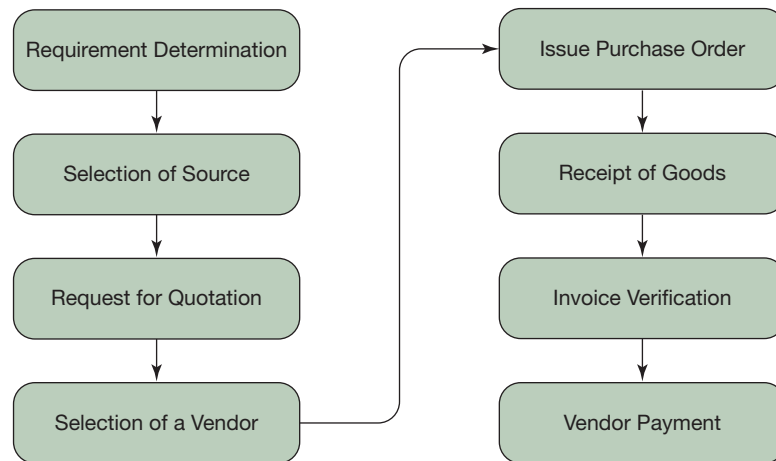 Requirement Determination
Selection of Source
Request for Quotation
Selection of a Vendor
Issue Purchase Order
Receipt of Goods
Invoice Verification
Vendor Payment